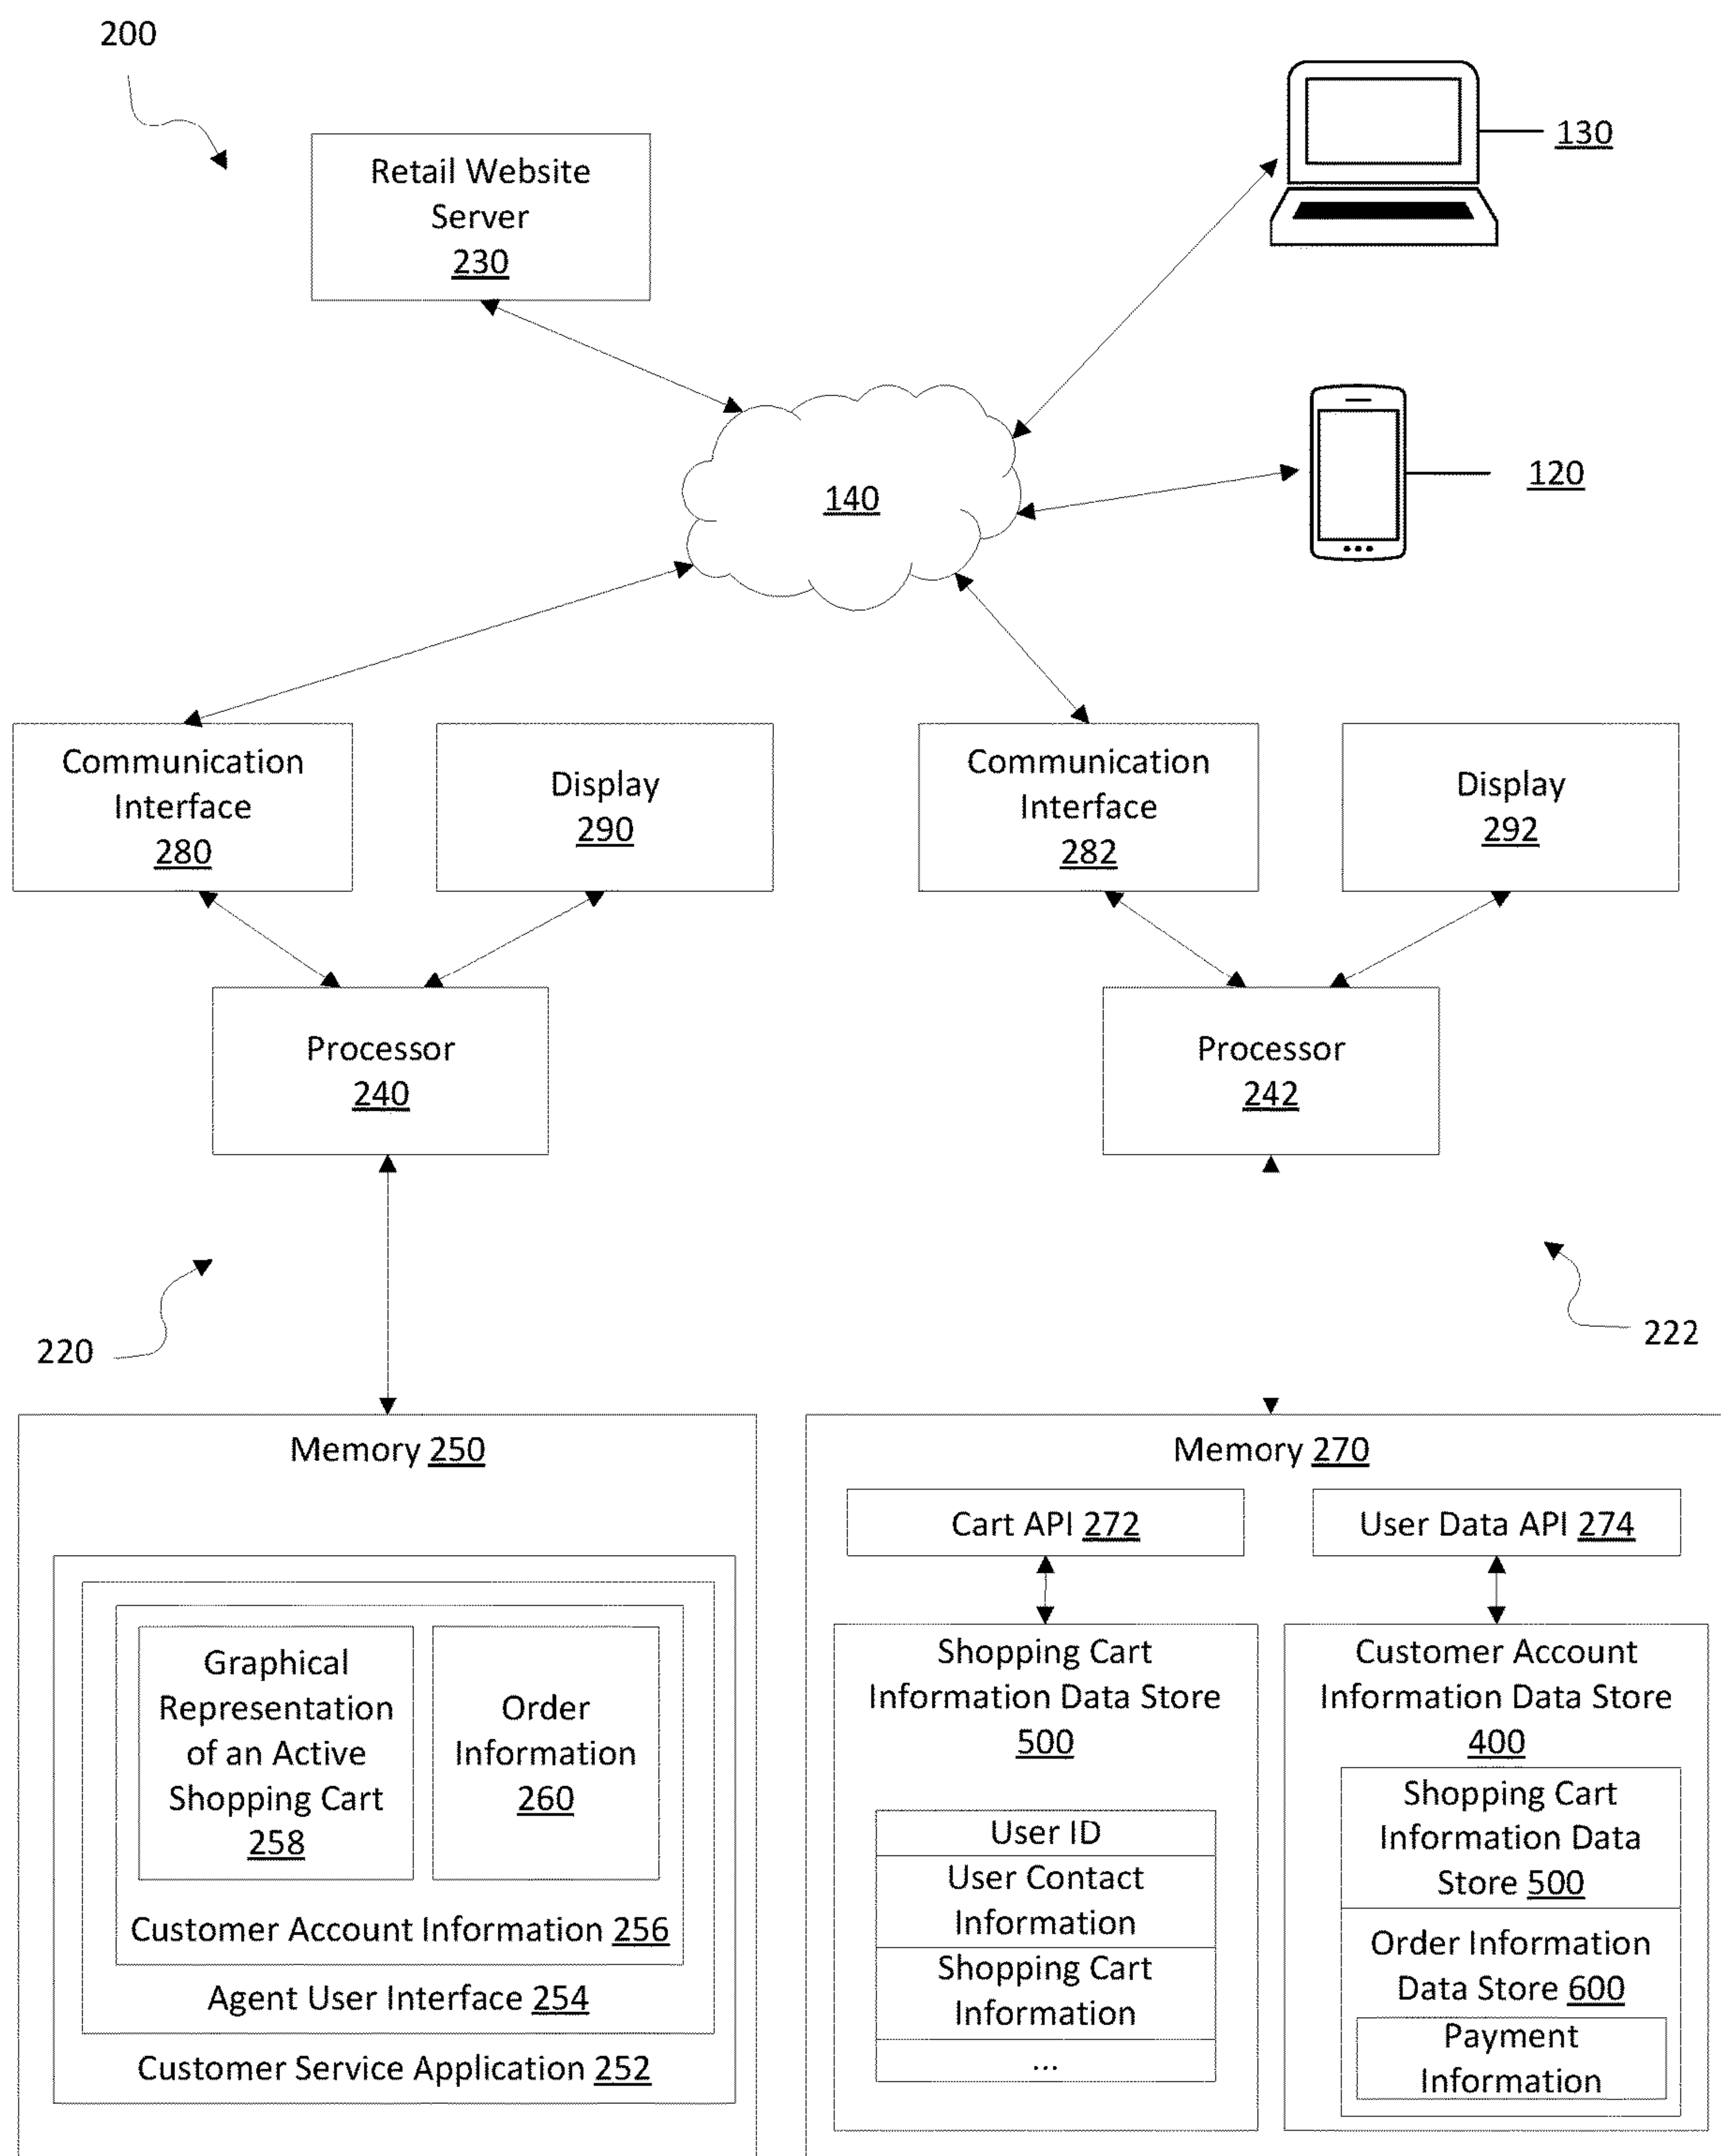 200
Retail Website
Server
230
130
120
140
Communication
Interface
280
Display
290
Communication
Interface
282
Display
292
Processor
240
Processor
242
220
222
Memory 250
Graphical
Representation
of an Active
Shopping Cart
258
Order
Information
260
Customer Account Information 256
Agent User Interface 254
Customer Service Application 252
Memory 270
Cart API 272
User Data API 274
Shopping Cart
Information Data Store
500
User ID
User Contact
Information
Shopping Cart
Information
...
Customer Account
Information Data Store
400
Shopping Cart
Information Data
Store 500
Order Information
Data Store 600
Payment
Information